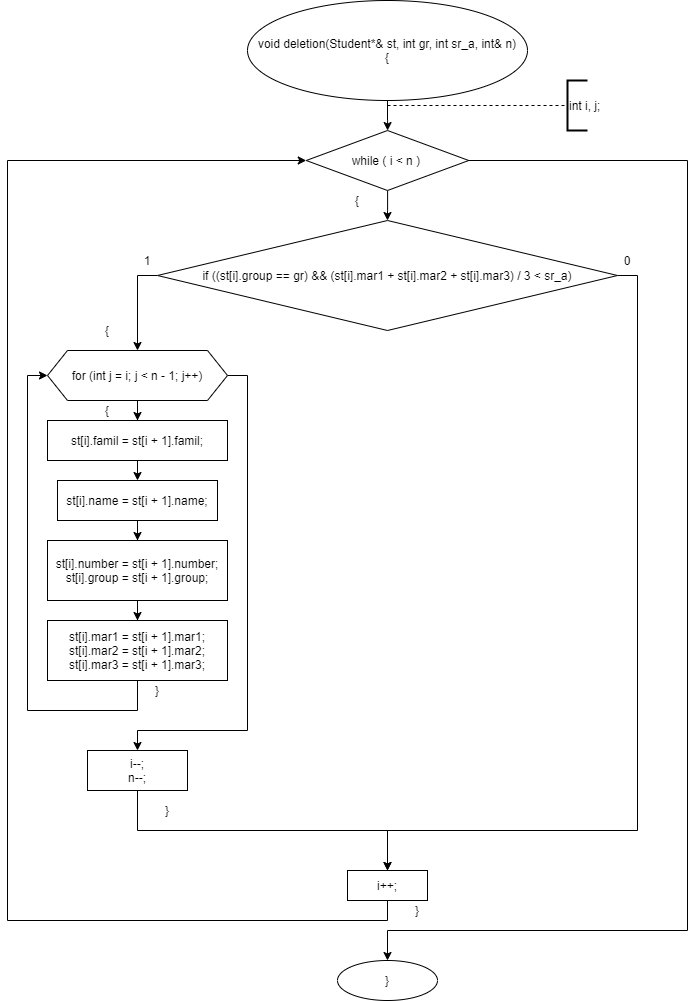 void deletion(Student*& st, int gr, int sr_a, int& n)
{
int i, j;
while ( i < n )
{
if ((st[i].group == gr) && (st[i].mar1 + st[i].mar2 + st[i].mar3) / 3 < sr_a)
1
0
{
for (int j = i; j < n - 1; j++)
{
st[i].famil = st[i + 1].famil;
st[i].name = st[i + 1].name;
st[i].number = st[i + 1].number;
st[i].group = st[i + 1].group;
st[i].mar1 = st[i + 1].mar1;
st[i].mar2 = st[i + 1].mar2;
st[i].mar3 = st[i + 1].mar3;
}
i--;
n--;
}
i++;
}
}